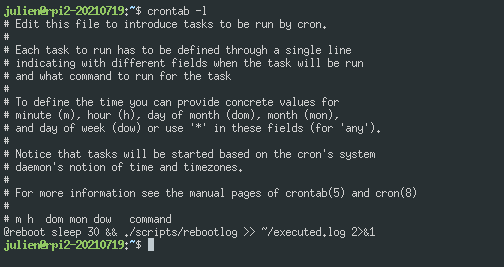 julien@rpi2-20210719:~$ crontab -l
# Edit this file to introduce tasks to be run by cron.
#
# Each task to run has to be defined through a single line
# indicating with different fields when the task will be run
# and what command to run for the task
#
# To define the time you can provide concrete values for
# minute (m), hour (h), day of month (dom), month (mon),
# and day of week (dow) or use '*' in these fields (for 'any').
#
# Notice that tasks will be started based on the cron's system
# daemon's notion of time and timezones.
#
# For more information see the manual pages of crontab(5) and cron(8)
#
# m h  dom mon dow   command
@reboot sleep 30 && ./scripts/rebootlog >> ~/executed.log 2>&1
julien@rpi2-20210719:~$